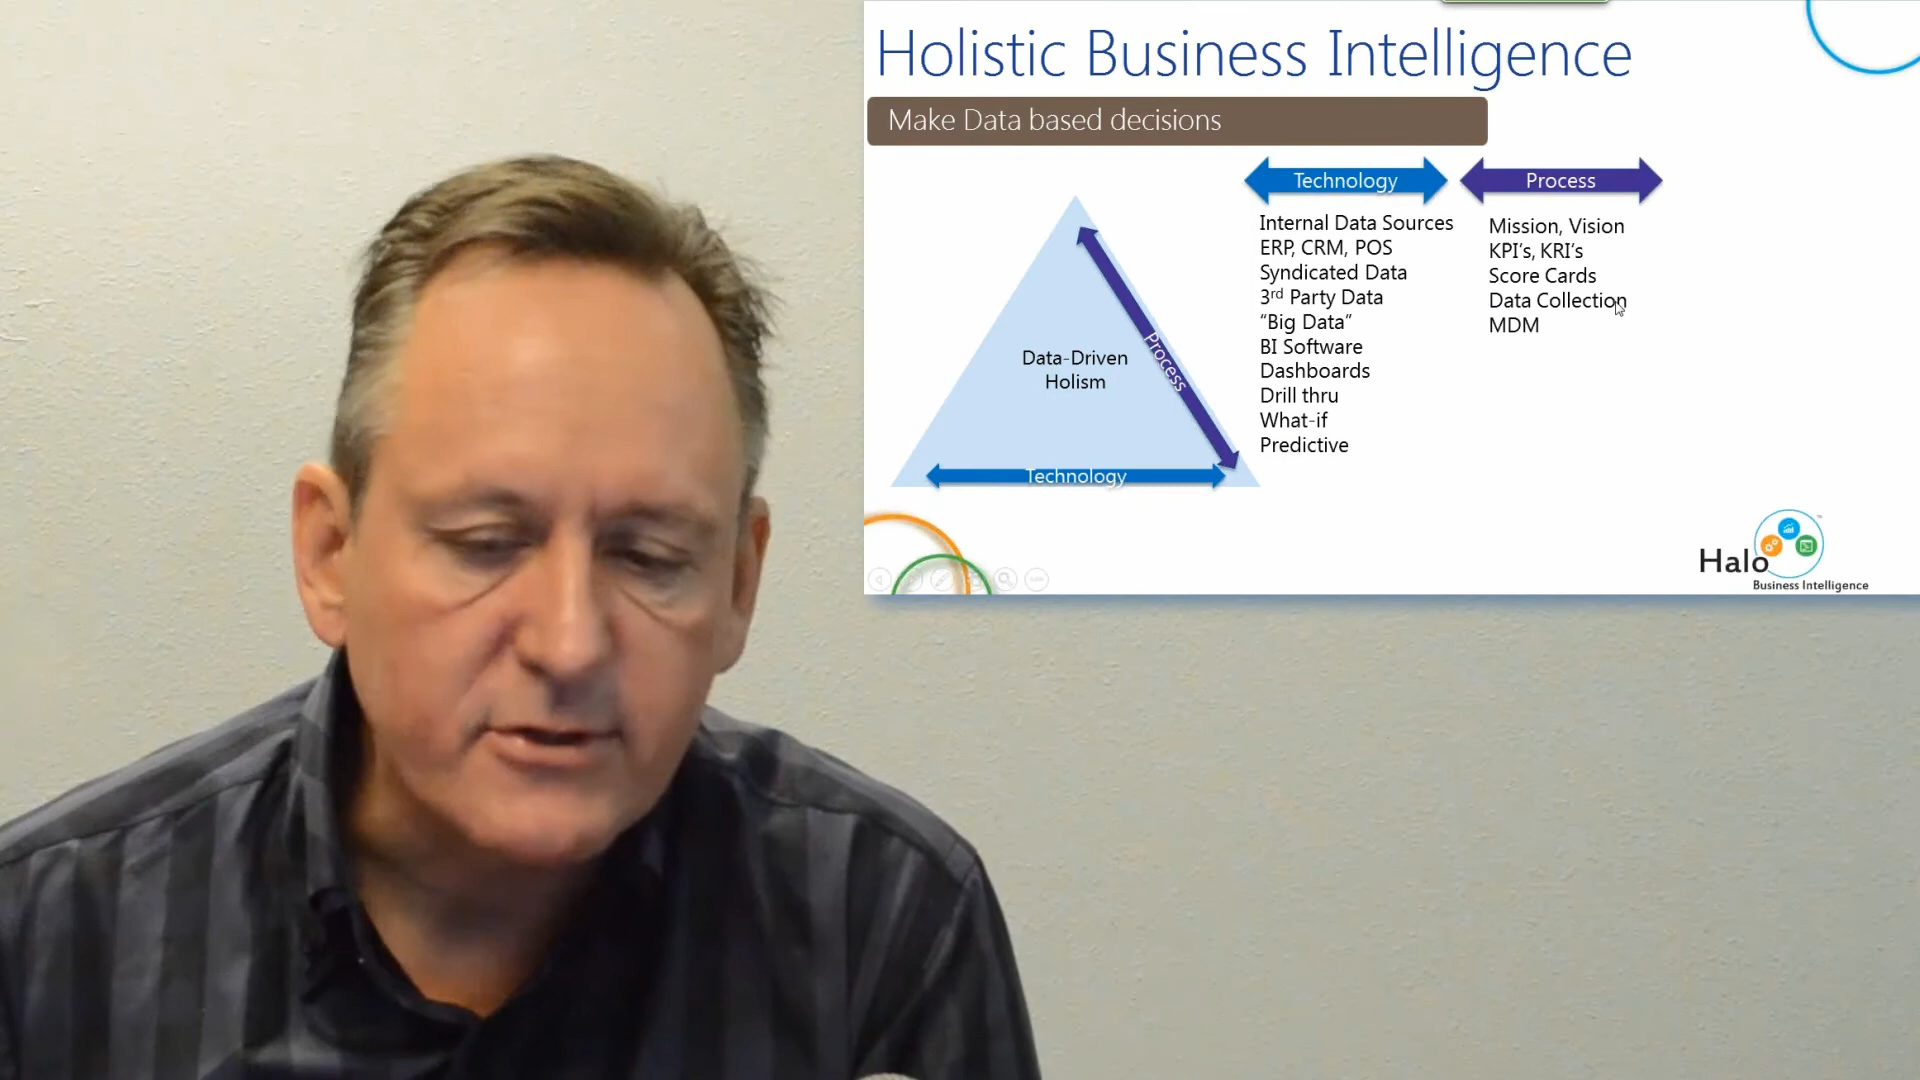 Holistic Business Intelligence
Make Data based decisions
Technology
Process
Internal Data Sources
ERP, CRM, POS
Syndicated Data
3rd Party Data
“Big Data”
BI Software
Dashboards
Drill thru
What-if
Predictive
Mission, Vision
KPI's, KRI's
Score Cards
Data Collection
MDM
Data-Driven
Holism
Process
Technology
Halo
Business Intelligence